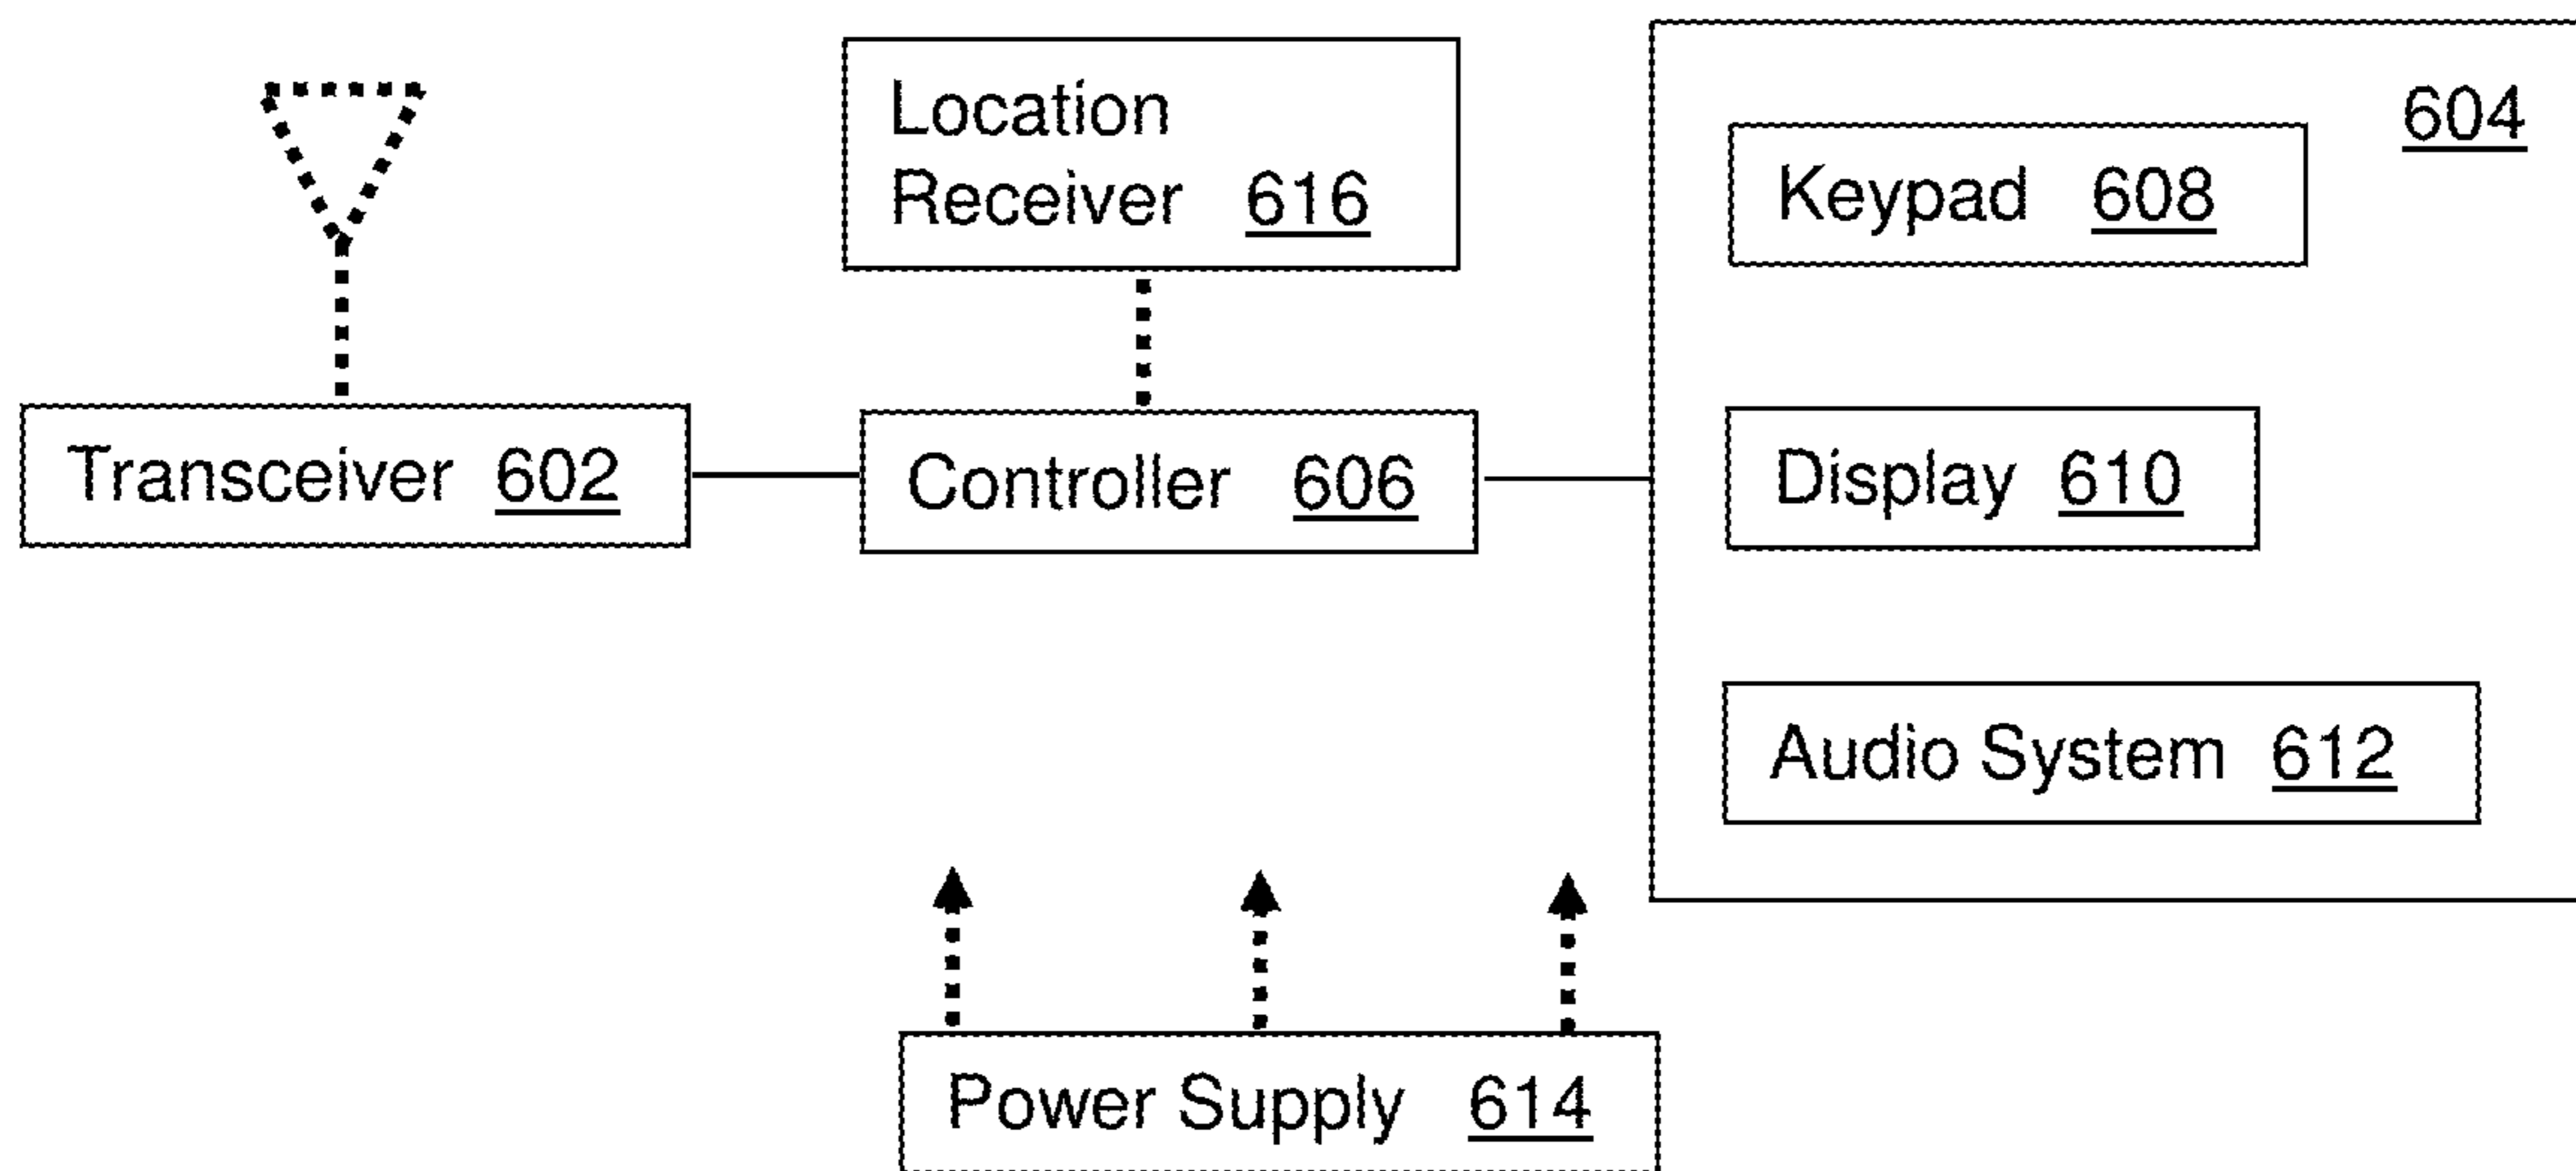 Location
Receiver 616
604
Keypad 608
Transceiver 602
Controller 606
Display 610
Audio System 612
Power Supply 614